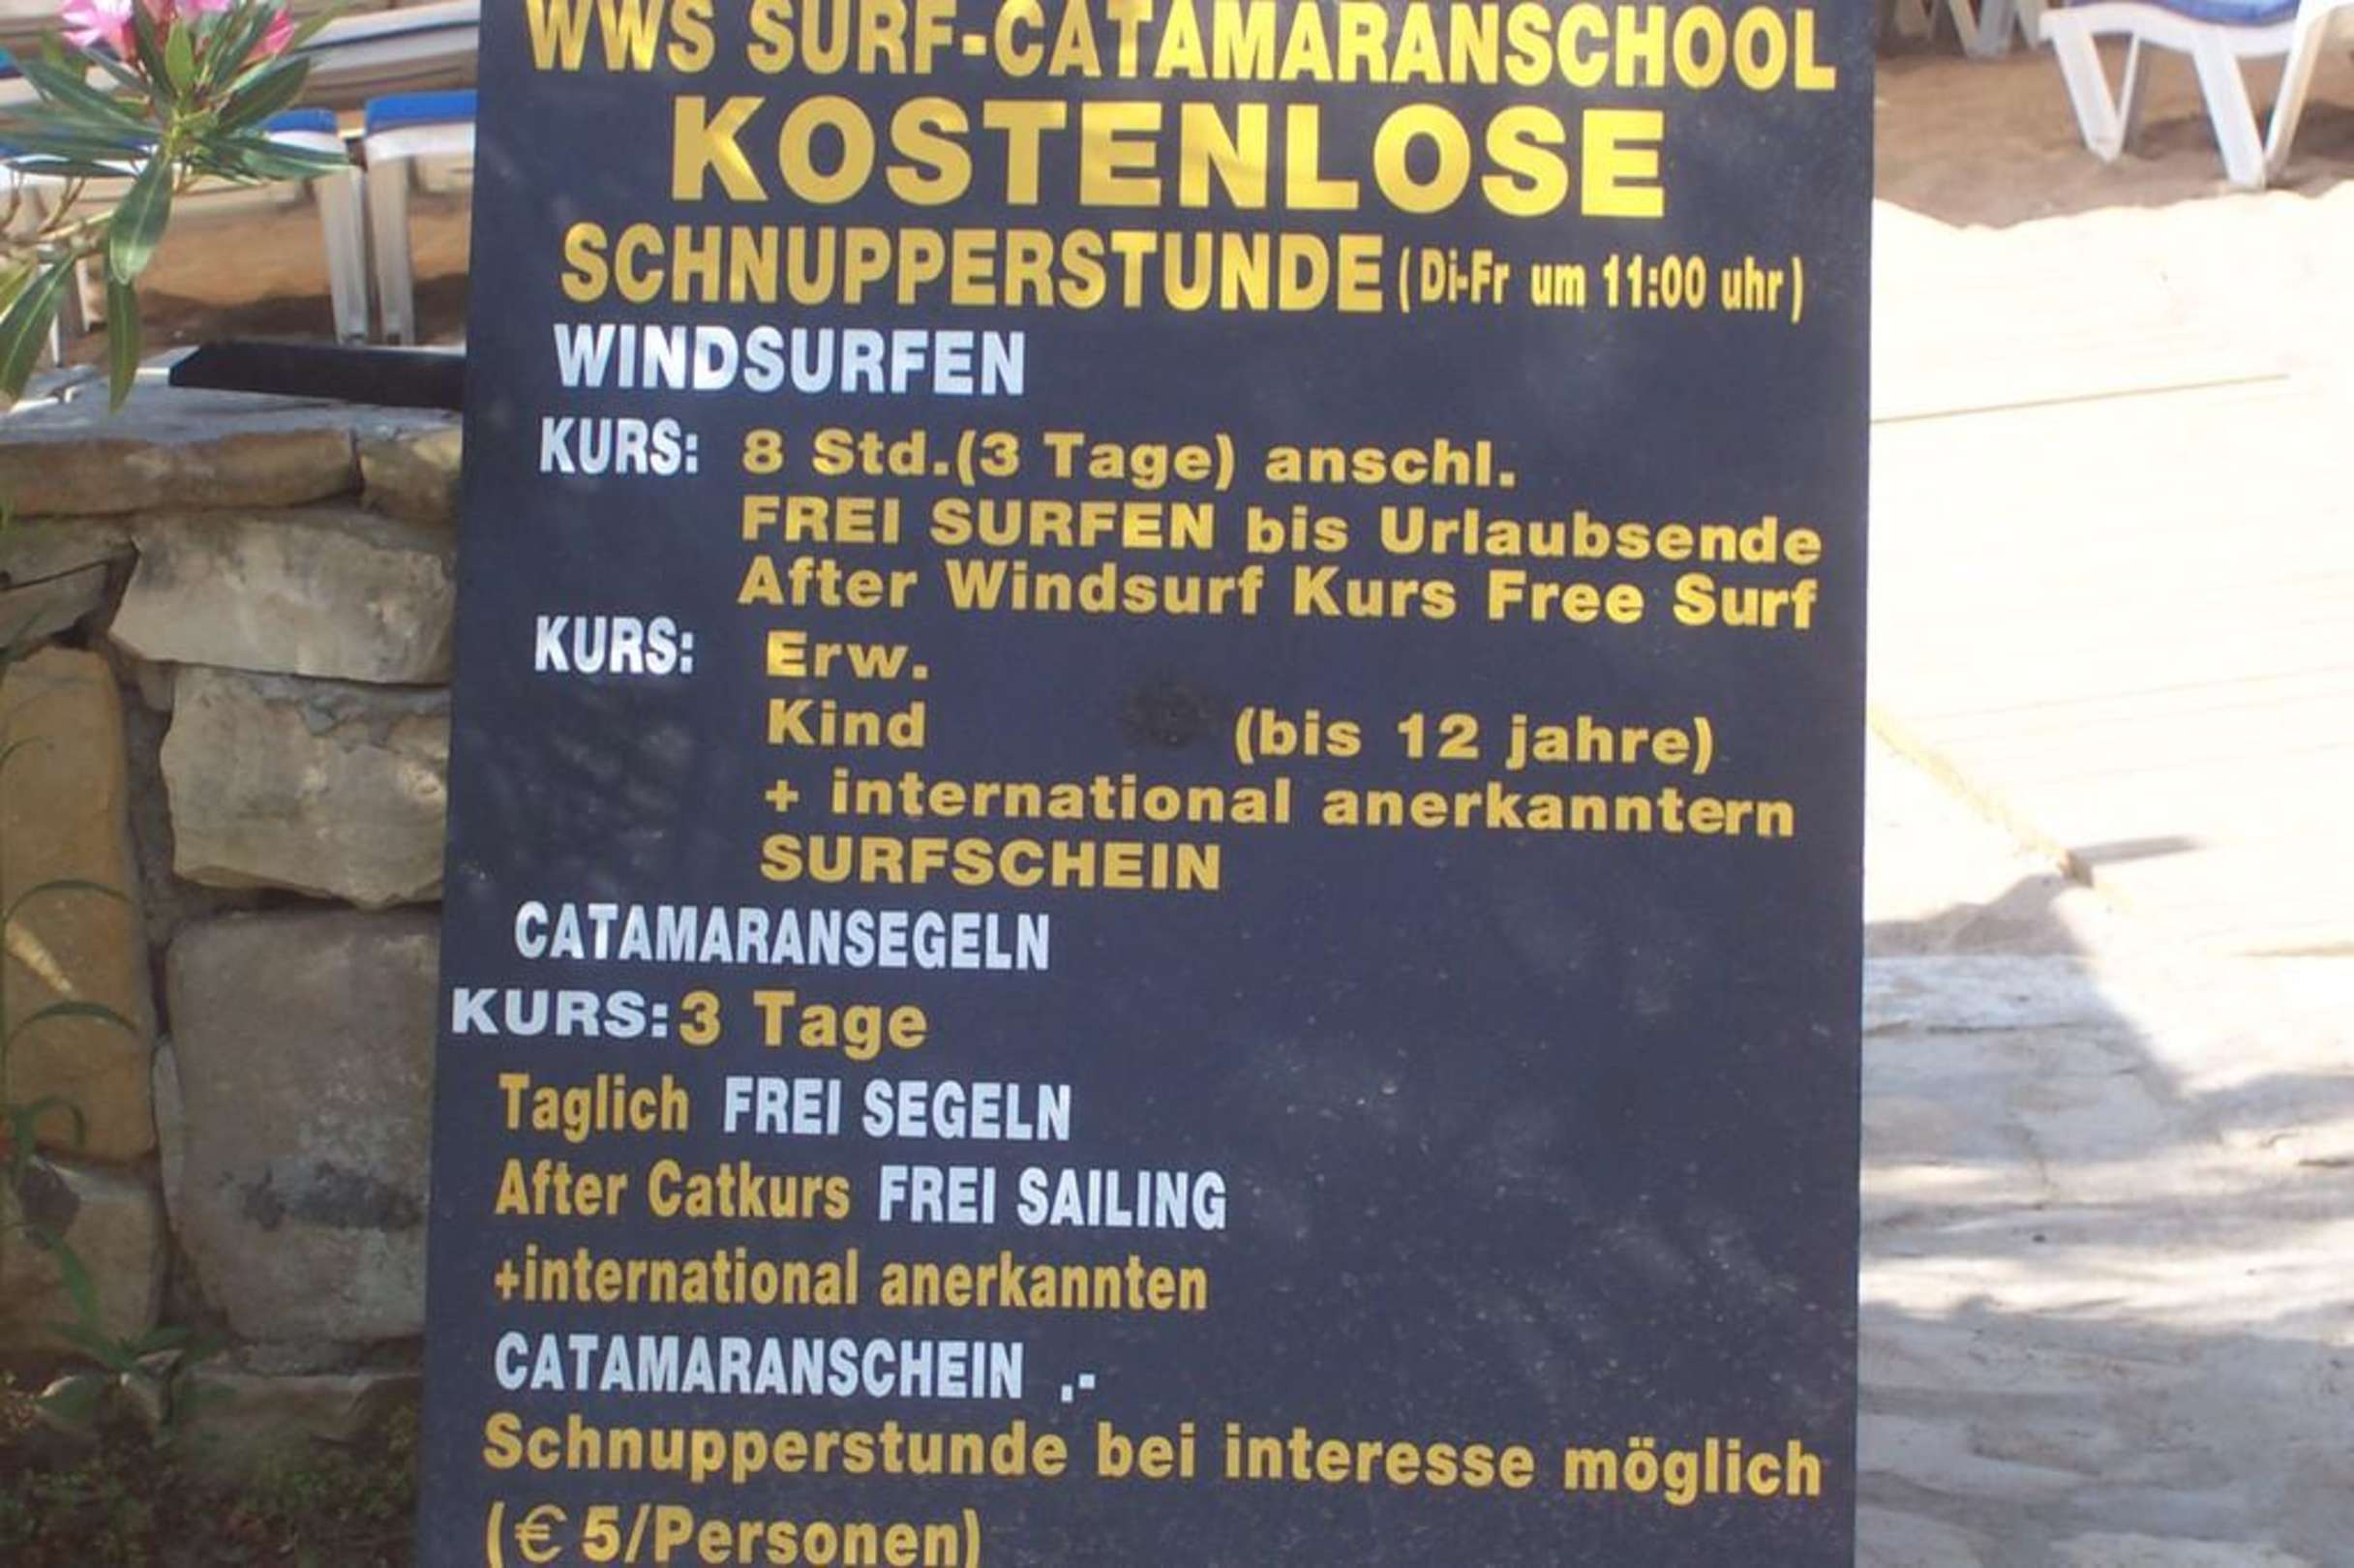 WWS SURF-CATAMARANSCHOOL
KOSTENLOSE
SCHNUPPERSTUNDE (Di-Fr um 11:00 uhr)
WINDSURFEN
KURS: 8 Std.(3 Tage) anschl.
FREI SURFEN bis Urlaubsende
After Windsurf Kurs Free Surf
KURS: Erw.
Kind (bis 12 jahre)
+ international anerkanntern
SURFSCHEIN
CATAMARANSEGELN
KURS: 3 Tage
Taglich FREI SEGELN
After Catkurs FREI SAILING
+international anerkannten
CATAMARANSCHEIN .-
Schnupperstunde bei interesse möglich
(€ 5/Personen)